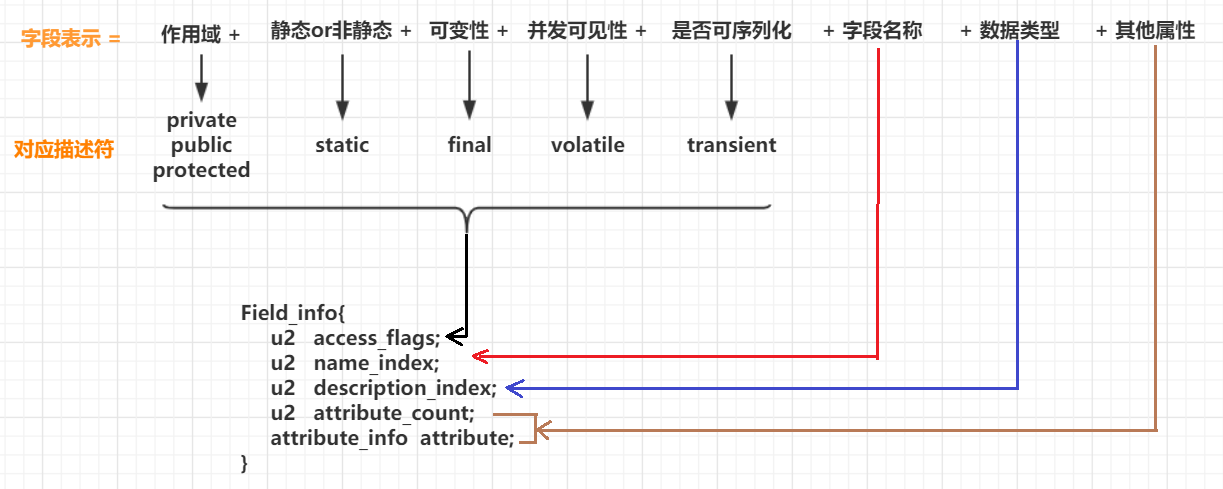 字段表示 = 作用域 + 静态or非静态 + 可变性 + 并发可见性 + 是否可序列化 + 字段名称 + 数据类型 + 其他属性
private
对应描述符 public static final volatile transient
protected
Field_info{
u2 access_flags;
u2 name_index;
u2 description_index;
u2 attribute_count;
attribute_info attribute;
}